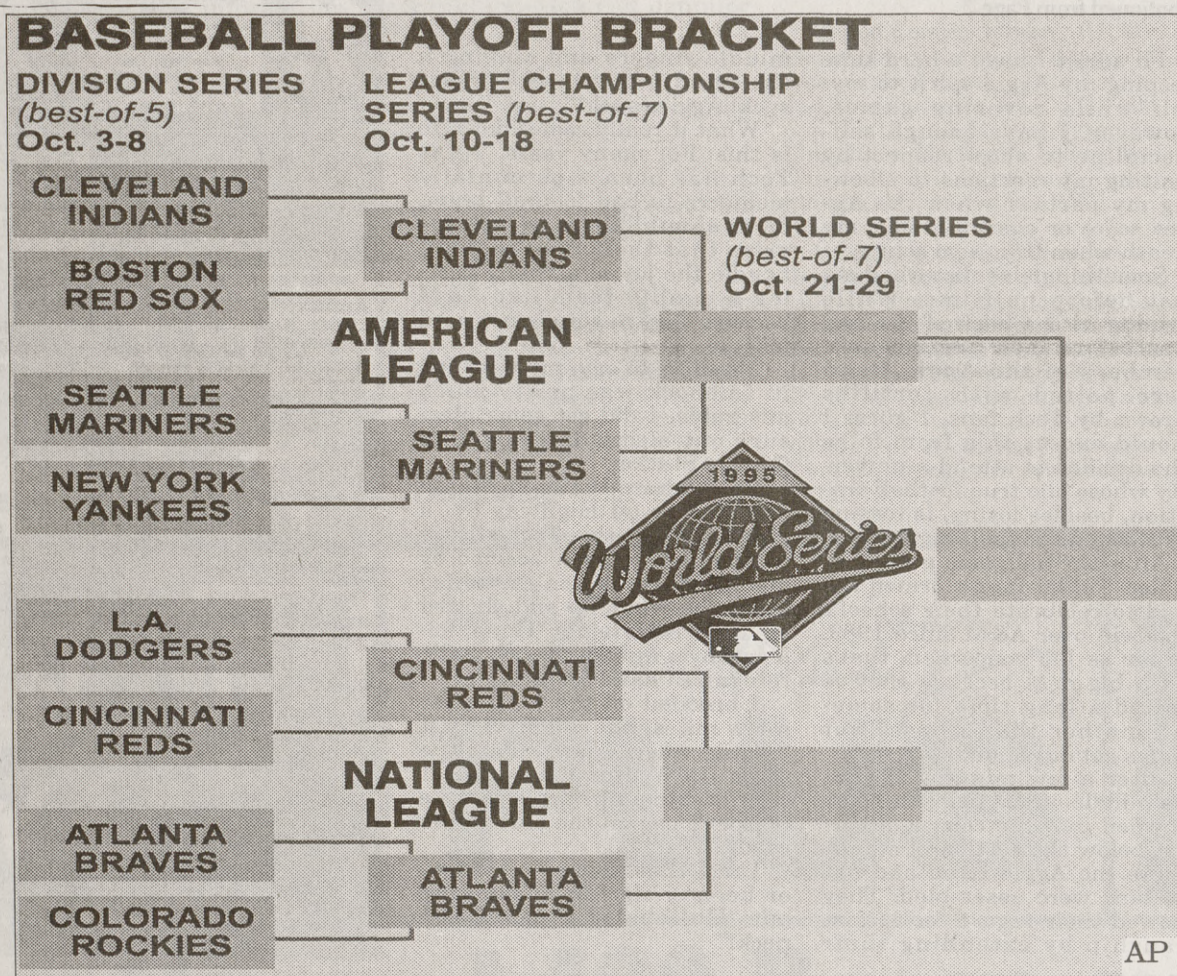 BASEBALL PLAYOFF BRACKET
DIVISION SERIES
(best-of-5)
Oct. 3-8
LEAGUE CHAMPIONSHIP
SERIES (best-of-7)
Oct. 10-18
CLEVELAND
INDIANS
BOSTON
RED SOX
CLEVELAND
INDIANS
WORLD SERIES
(best-of-7)
Oct. 21-29
AMERICAN
LEAGUE
SEATTLE
MARINERS
NEW YORK
YANKEES
SEATTLE
MARINERS
1995
World Series
L.A.
DODGERS
CINCINNATI
REDS
CINCINNATI
REDS
NATIONAL
LEAGUE
ATLANTA
BRAVES
COLORADO
ROCKIES
ATLANTA
BRAVES
AP